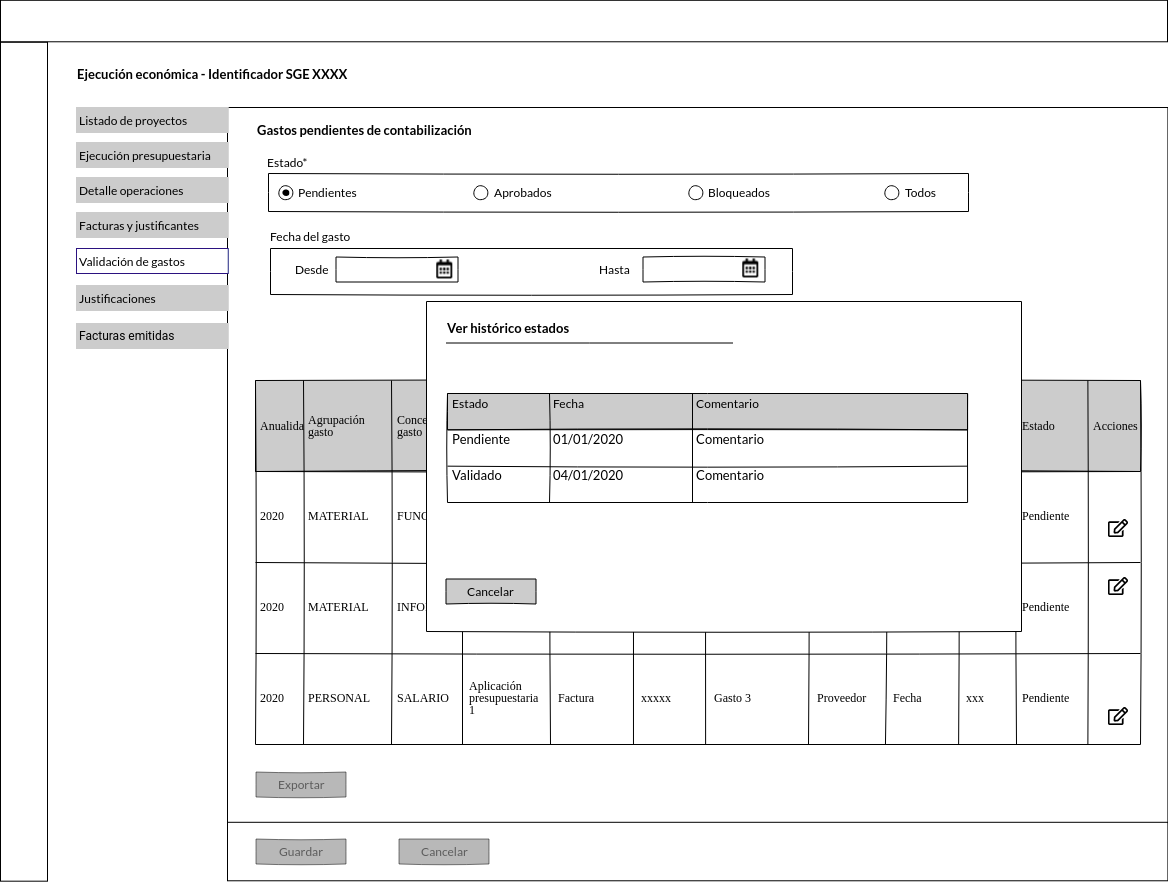 Ejecución económica - Identificador SGE XXXX
Listado de proyectos
Ejecución presupuestaria
Detalle operaciones
Facturas y justificantes
Validación de gastos
Justificaciones
Facturas emitidas
Gastos pendientes de contabilización
Estado*
Pendientes Aprobados Bloqueados Todos
Fecha del gasto
Desde Hasta
Ver histórico estados
Estado Fecha Comentario
Pendiente 01/01/2020 Comentario
Validado 04/01/2020 Comentario
Cancelar
Anualida Agrupación gasto Conce gasto Estado Acciones
2020 MATERIAL FUNG Pendiente
2020 MATERIAL INFO Pendiente
2020 PERSONAL SALARIO Aplicación presupuestaria 1 Factura xxxxx Gasto 3 Proveedor Fecha xxx Pendiente
Exportar
Guardar Cancelar